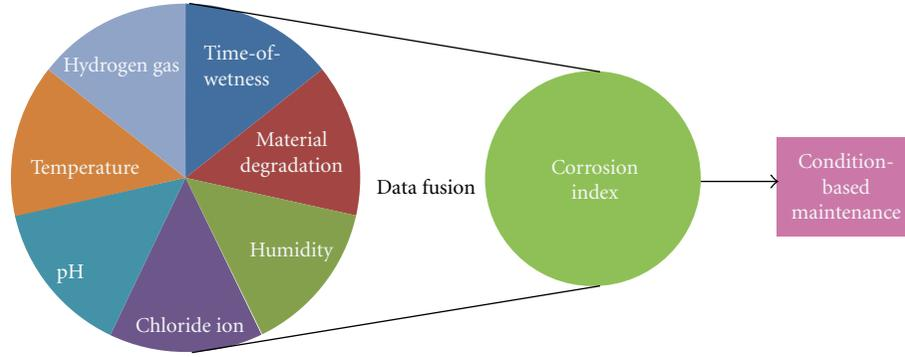 Hydrogen gas
Time-of-
wetness
Material
degradation
Temperature
Humidity
pH
Chloride ion
Data fusion
Corrosion
index
Condition-
based
maintenance